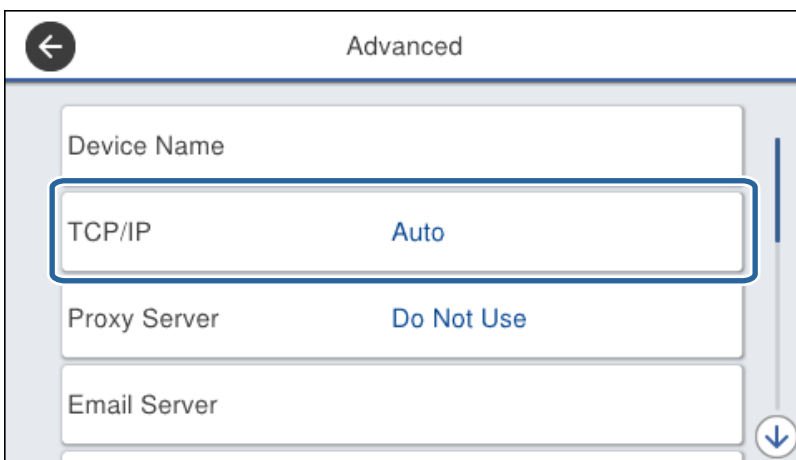 Advanced
Device Name
TCP/IP Auto
Proxy Server Do Not Use
Email Server